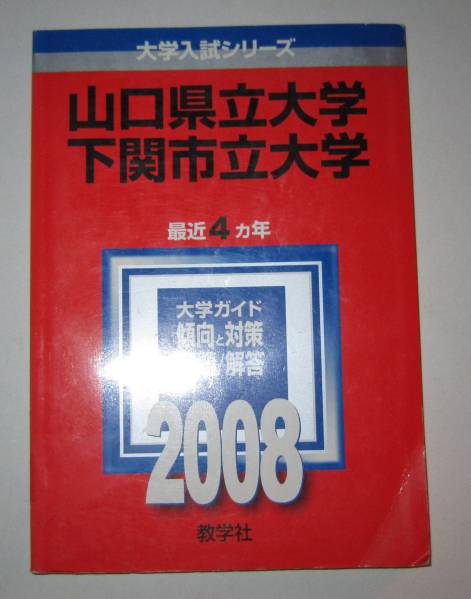 大学入試シリーズ
山口県立大学
下関市立大学
最近4カ年
大学ガイド
傾向と対策
解答
2008
教学社